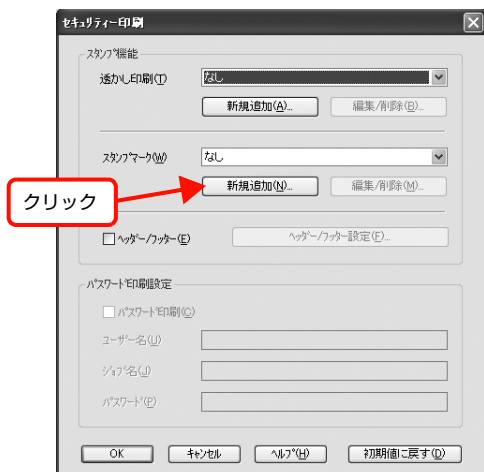 セキュリティー印刷
スタンプ機能
透かし印刷(T) なし
新規追加(A)... 編集/削除(B)...
スタンプマーク(W) なし
新規追加(N)... 編集/削除(M)...
クリック
ヘッダー/フッター(E) ヘッダー/フッター設定(F)...
パスワード印刷設定
パスワード印刷(C)
ユーザー名(U)
ジョブ名(J)
パスワード(P)
OK キャンセル ヘルプ(H) 初期値に戻す(D)